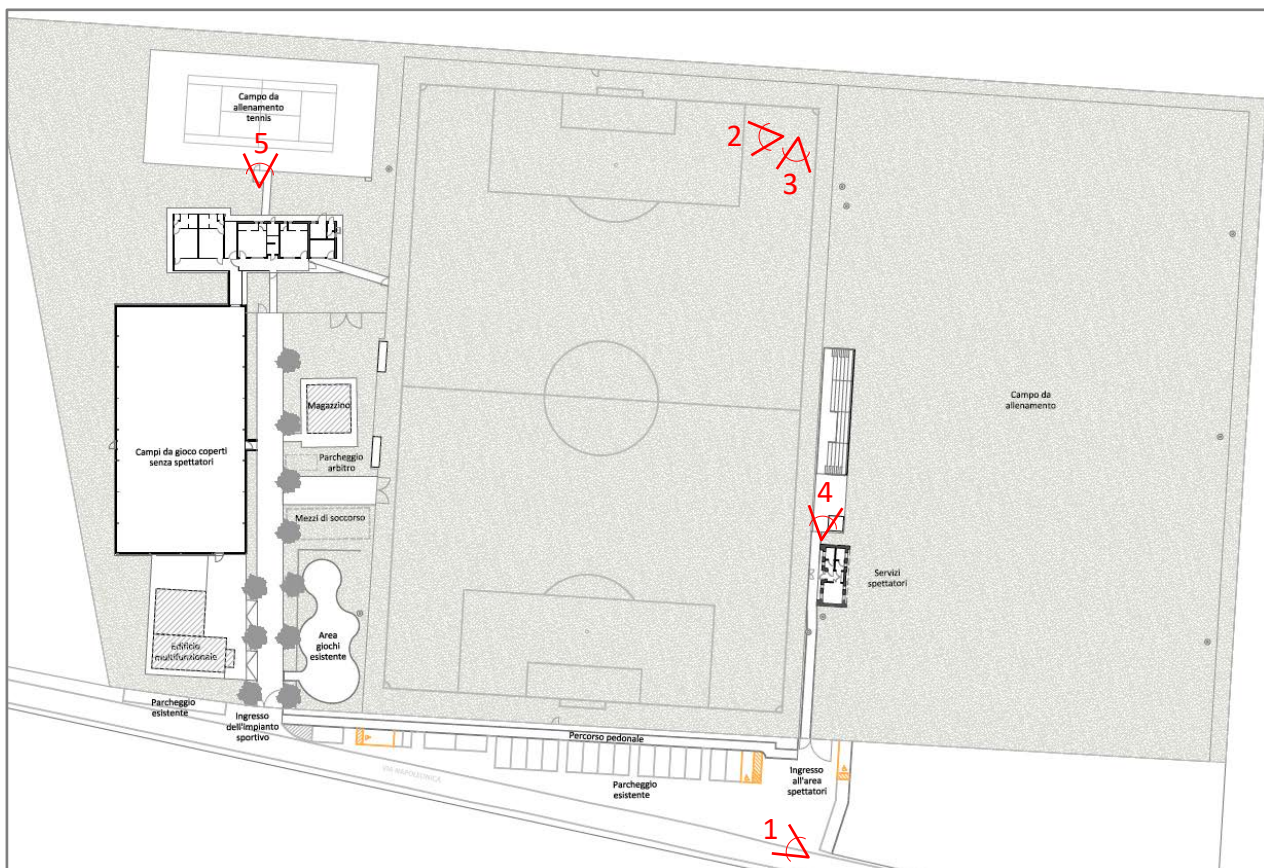 Campo da
allenamento
tennis
5
2
3
Campo da
allenamento
Magazzino
Campi da gioco coperti
senza spettatori
Parcheggio
arbitro
4
Mezzi di soccorso
Servizi
spettatori
Area
giochi
esistente
Edificio
multifunzionale
Parcheggio
esistente
Ingresso
dell'impianto
sportivo
Percorso pedonale
VIA NAPOLEONICA
Parcheggio
esistente
Ingresso
all'area
spettatori
1